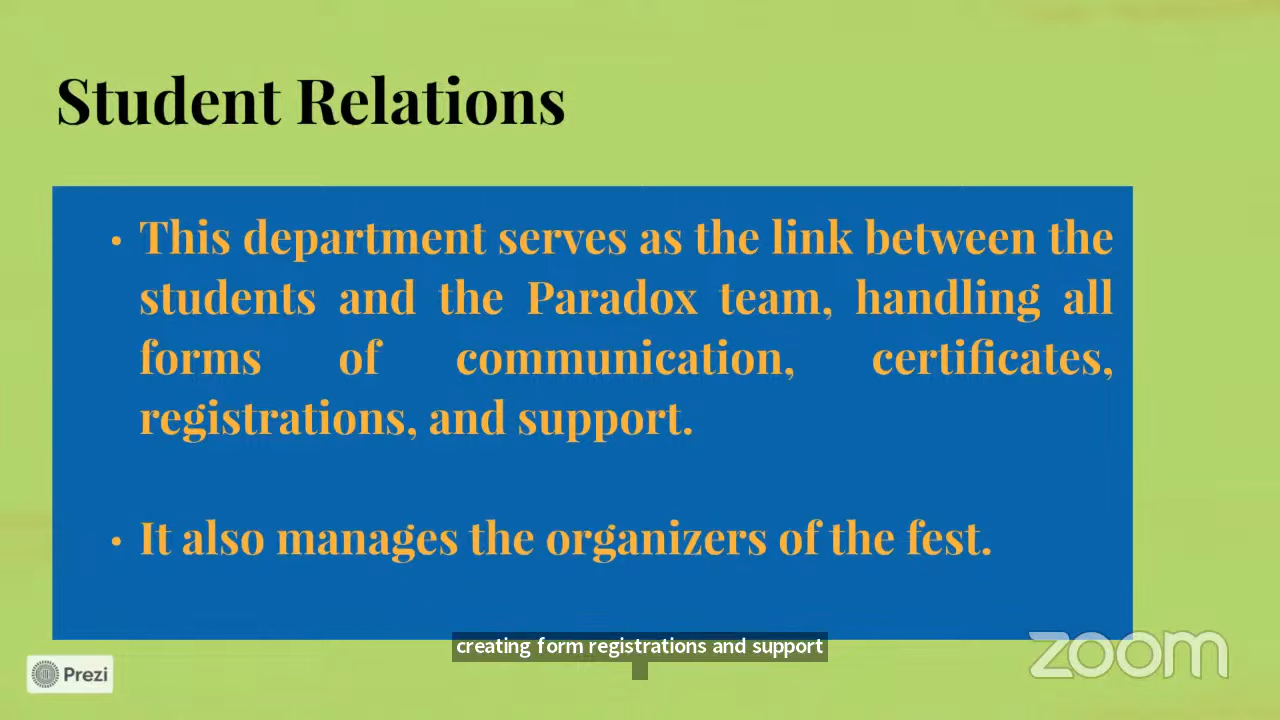 Student Relations
• This department serves as the link between the
students and the Paradox team, handling all
forms of communication, certificates,
registrations, and support.
• It also manages the organizers of the fest.
creating form registrations and support
Prezi
zoom